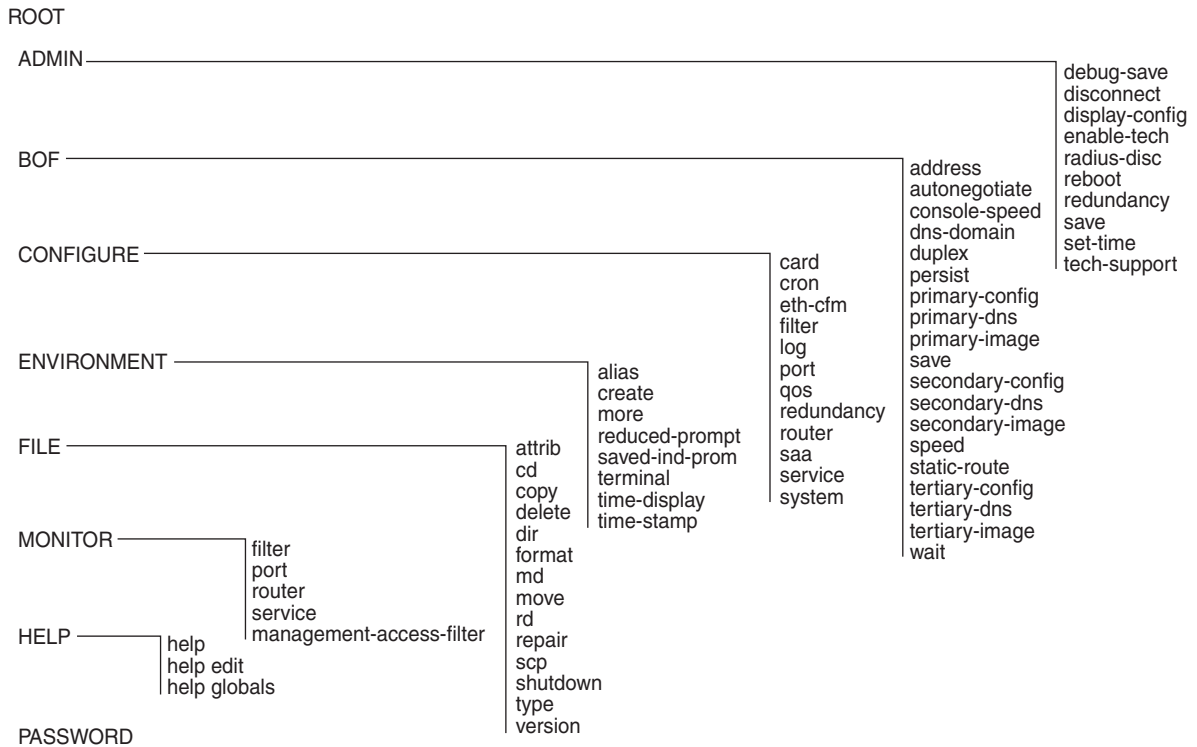 ROOT
ADMIN
debug-save
disconnect
display-config
enable-tech
radius-disc
reboot
redundancy
save
set-time
tech-support
BOF
address
autonegotiate
console-speed
dns-domain
duplex
persist
primary-config
primary-dns
primary-image
save
secondary-config
secondary-dns
secondary-image
speed
static-route
tertiary-config
tertiary-dns
tertiary-image
wait
CONFIGURE
card
cron
eth-cfm
filter
log
port
qos
redundancy
router
saa
service
system
ENVIRONMENT
alias
create
more
reduced-prompt
saved-ind-prom
terminal
time-display
time-stamp
FILE
attrib
cd
copy
delete
dir
format
md
move
rd
repair
scp
shutdown
type
version
MONITOR
filter
port
router
service
management-access-filter
HELP
help
help edit
help globals
PASSWORD